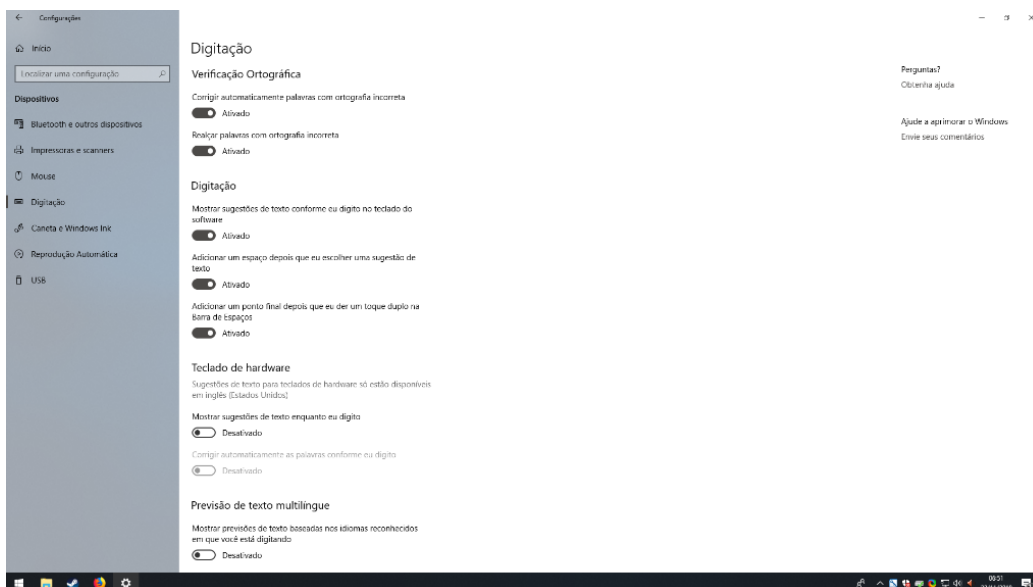 Configurações
Início
Localizar uma configuração
Dispositivos
Bluetooth e outros dispositivos
Impressoras e scanners
Mouse
Digitação
Caneta e Windows Ink
Reprodução Automática
USB
Digitação
Verificação Ortográfica
Corrigir automaticamente palavras com ortografia incorreta
Ativado
Realçar palavras com ortografia incorreta
Ativado
Digitação
Mostrar sugestões de texto conforme eu digito no teclado do
software
Ativado
Adicionar um espaço depois que eu escolher uma sugestão de
texto
Ativado
Adicionar um ponto final depois que eu der um toque duplo na
Barra de Espaços
Ativado
Teclado de hardware
Sugestões de texto para teclados de hardware só estão disponíveis
em inglês (Estados Unidos)
Mostrar sugestões de texto enquanto eu digito
Desativado
Corrigir automaticamente as palavras conforme eu digito
Desativado
Previsão de texto multilíngue
Mostrar previsões de texto baseadas nos idiomas reconhecidos
em que você está digitando
Desativado
Perguntas?
Obtenha ajuda
Ajude a aprimorar o Windows
Envie seus comentários
06:51